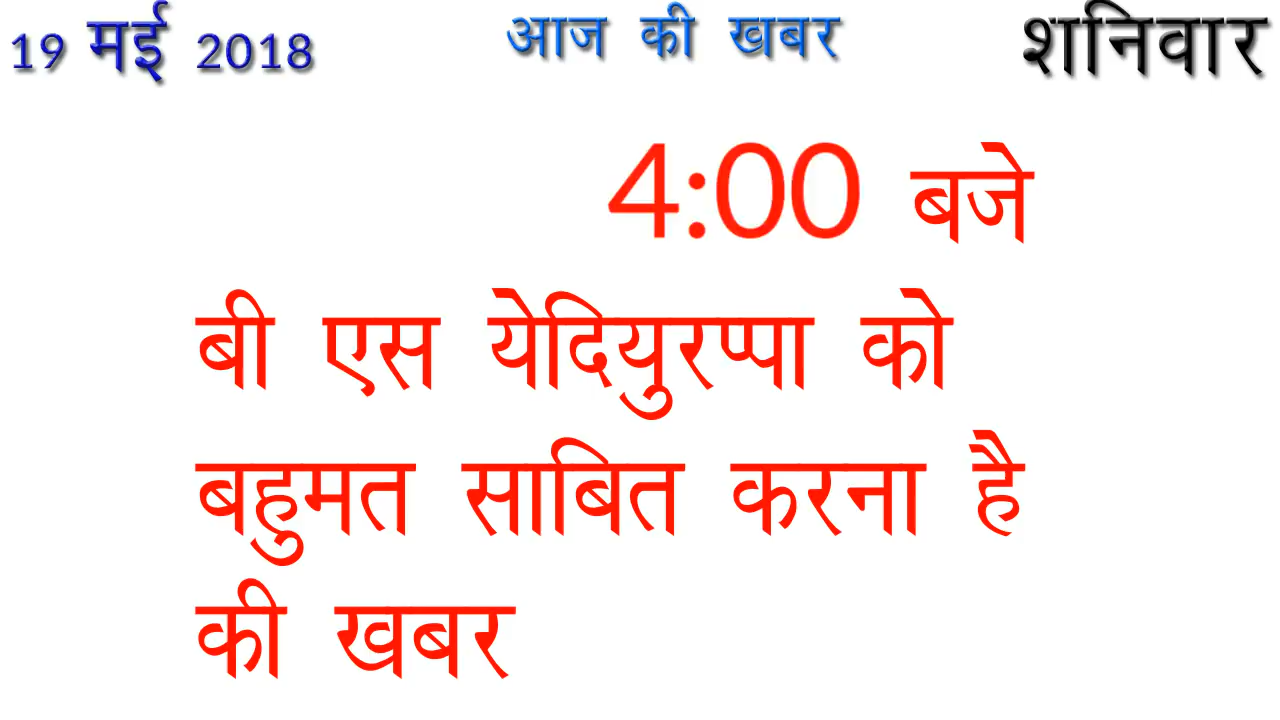 19 मई 2018 आज की खबर शनिवार
4:00 बजे
बी एस येदियुरप्पा को
बहुमत साबित करना है
की खबर